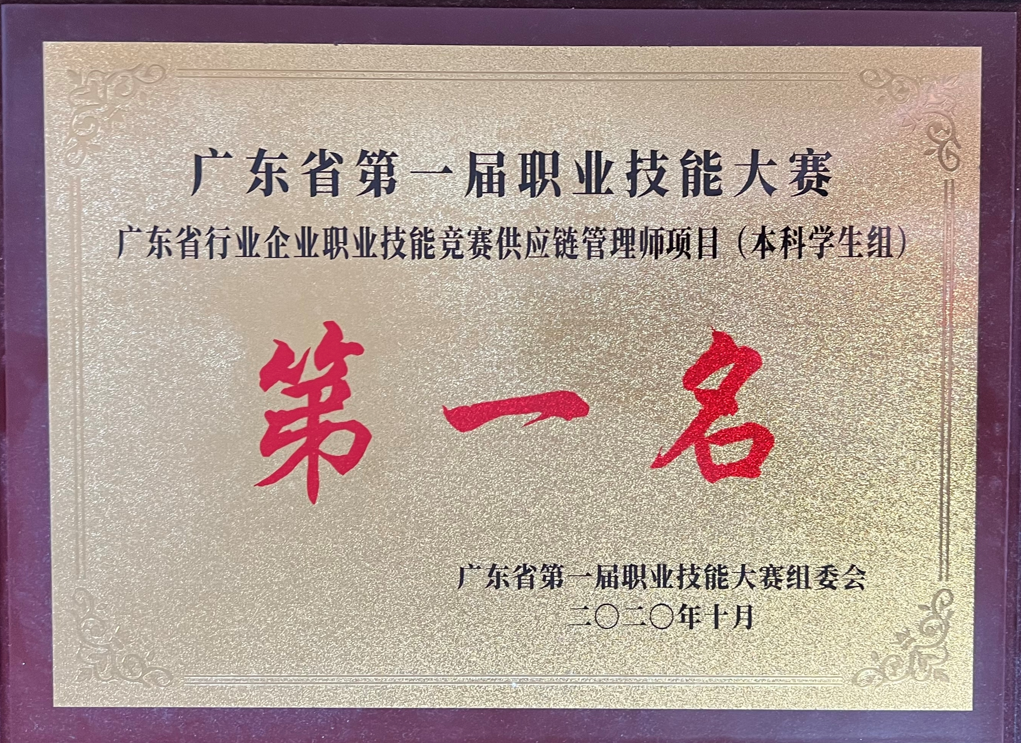 广东省第一届职业技能大赛
广东省行业企业职业技能竞赛供应链管理师项目（本科学生组）
第一名
广东省第一届职业技能大赛组委会
二〇二〇年十月